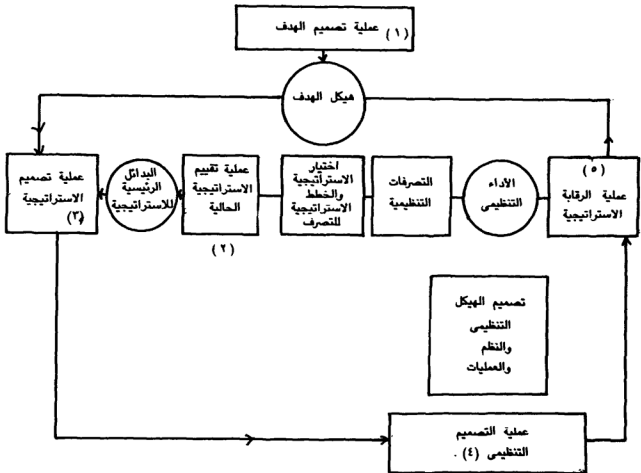 عملية تصميم الهدف (١)
هيكل الهدف
عملية تصميم
الاستراتيجية
(٣)
البدائل
الرئيسية
للاستراتيجية
عملية تقييم
الاستراتيجية
الحالية
(٢)
اختيار
الاستراتيجية
والخطط
الاستراتيجية
للتصرف
التصرفات
التنظيمية
الآداء
التنظيمى
(٥)
عملية الرقابة
الاستراتيجية
تصميم الهيكل
التنظيمى
والنظم
والعمليات
عملية التصميم
التنظيمى (٤) .